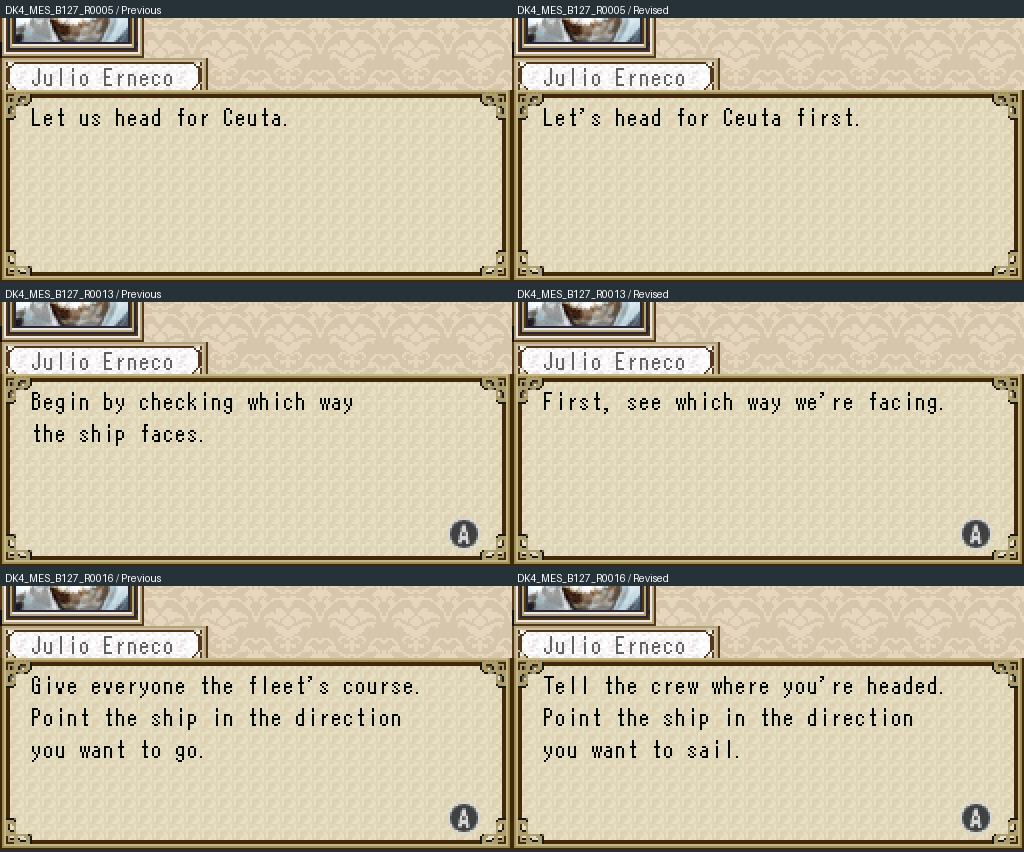 DK4_MES_B127_R0005 / Previous
Julio Erneco
Let us head for Ceuta.
DK4_MES_B127_R0005 / Revised
Julio Erneco
Let's head for Ceuta first.
DK4_MES_B127_R0013 / Previous
Julio Erneco
Begin by checking which way
the ship faces.
A
DK4_MES_B127_R0013 / Revised
Julio Erneco
First, see which way we're facing.
A
DK4_MES_B127_R0016 / Previous
Julio Erneco
Give everyone the fleet's course.
Point the ship in the direction
you want to go.
A
DK4_MES_B127_R0016 / Revised
Julio Erneco
Tell the crew where you're headed.
Point the ship in the direction
you want to sail.
A